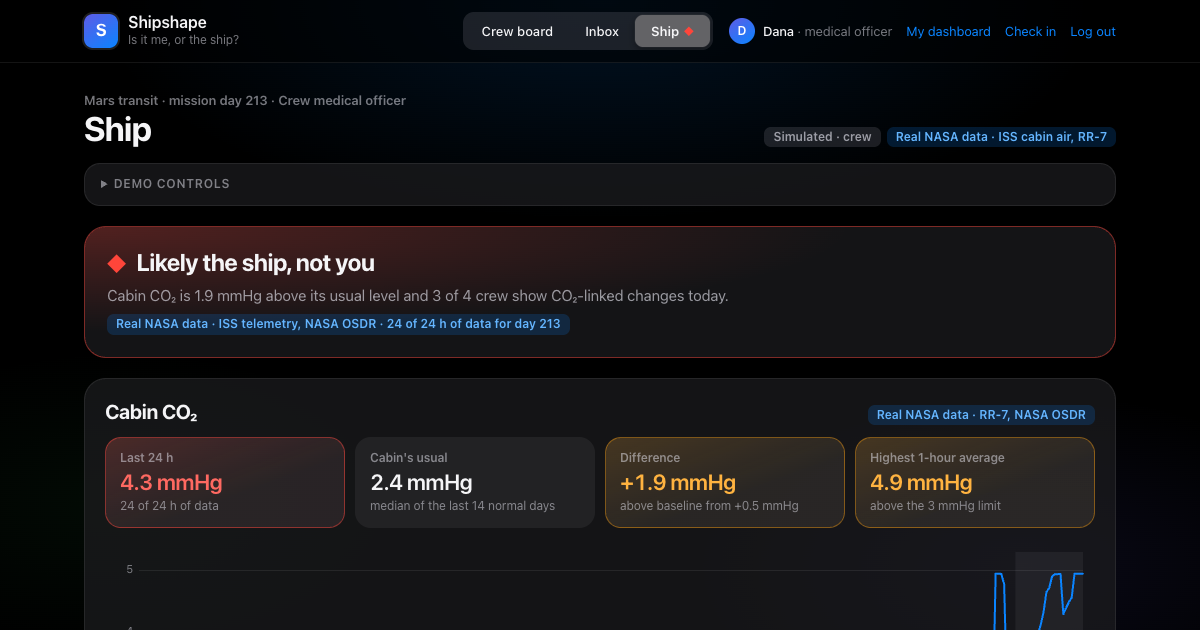 S
Shipshape
Is it me, or the ship?
Crew board
Inbox
Ship
D
Dana · medical officer
My dashboard
Check in
Log out
Mars transit · mission day 213 · Crew medical officer
Ship
Simulated · crew
Real NASA data · ISS cabin air, RR-7
DEMO CONTROLS
Likely the ship, not you
Cabin CO₂ is 1.9 mmHg above its usual level and 3 of 4 crew show CO₂-linked changes today.
Real NASA data · ISS telemetry, NASA OSDR · 24 of 24 h of data for day 213
Cabin CO₂
Real NASA data · RR-7, NASA OSDR
Last 24 h
4.3 mmHg
24 of 24 h of data
Cabin's usual
2.4 mmHg
median of the last 14 normal days
Difference
+1.9 mmHg
above baseline from +0.5 mmHg
Highest 1-hour average
4.9 mmHg
above the 3 mmHg limit
5